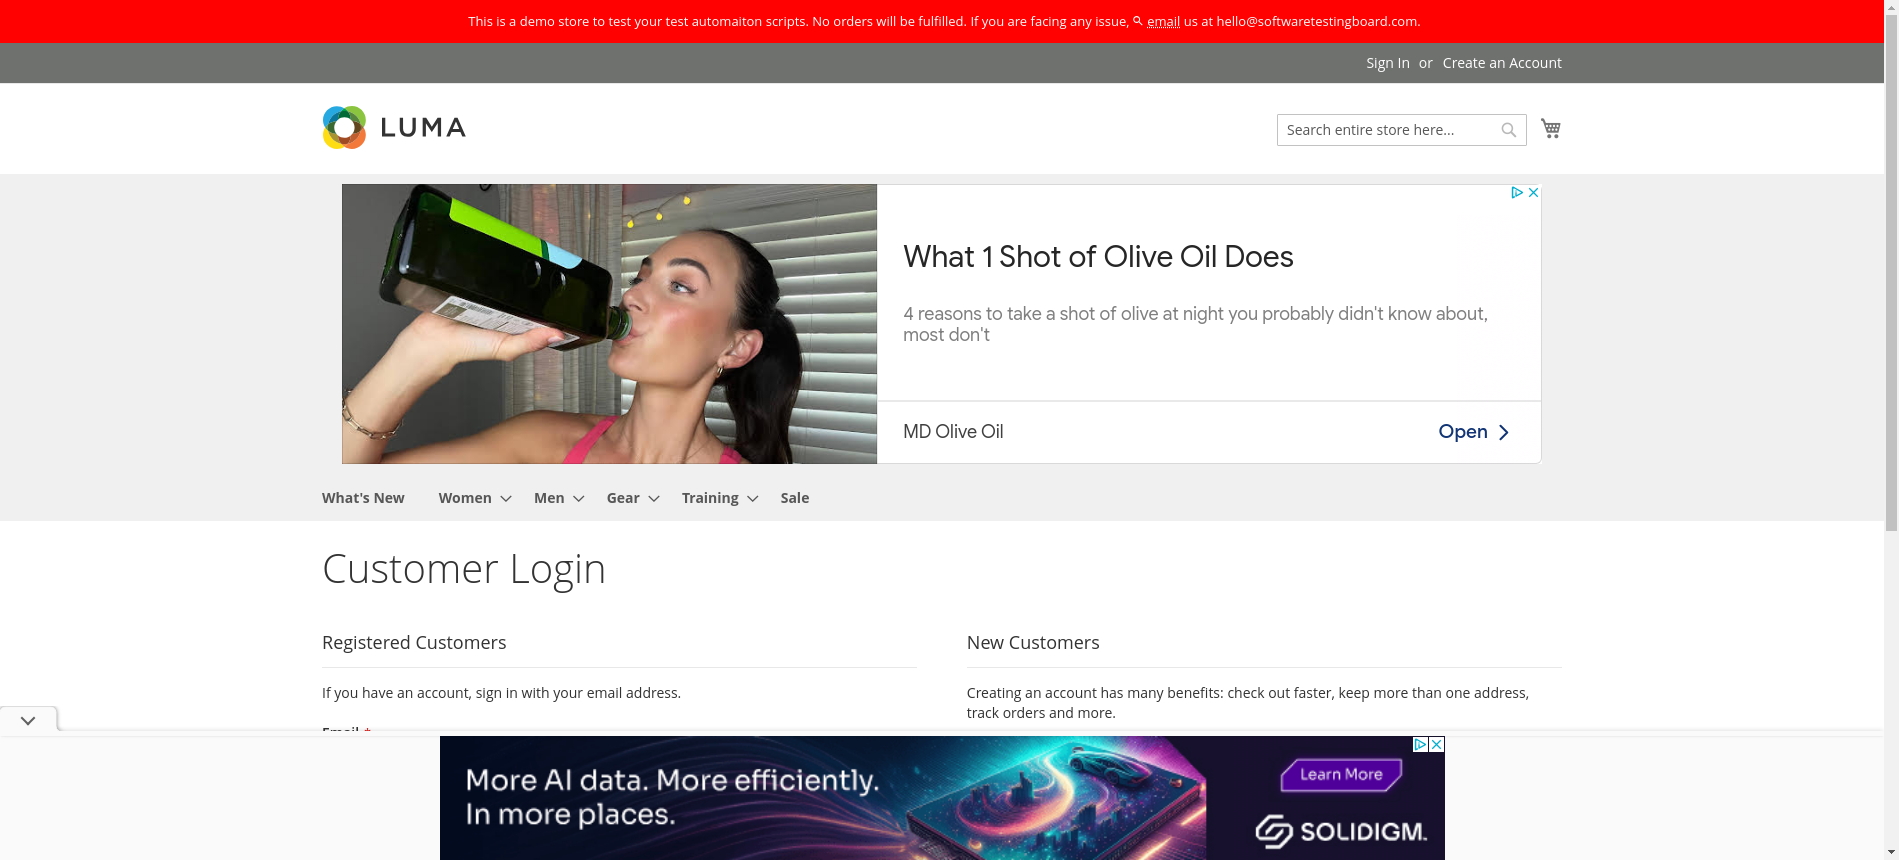 This is a demo store to test your test automaiton scripts. No orders will be fulfilled. If you are facing any issue, email us at hello@softwaretestingboard.com.
Sign In or Create an Account
LUMA
Search entire store here...
What 1 Shot of Olive Oil Does
4 reasons to take a shot of olive at night you probably didn't know about,
most don't
MD Olive Oil
Open
What's New Women Men Gear Training Sale
Customer Login
Registered Customers
If you have an account, sign in with your email address.
Email *
New Customers
Creating an account has many benefits: check out faster, keep more than one address,
track orders and more.
More AI data. More efficiently.
In more places.
Learn More
SOLIDIGM.